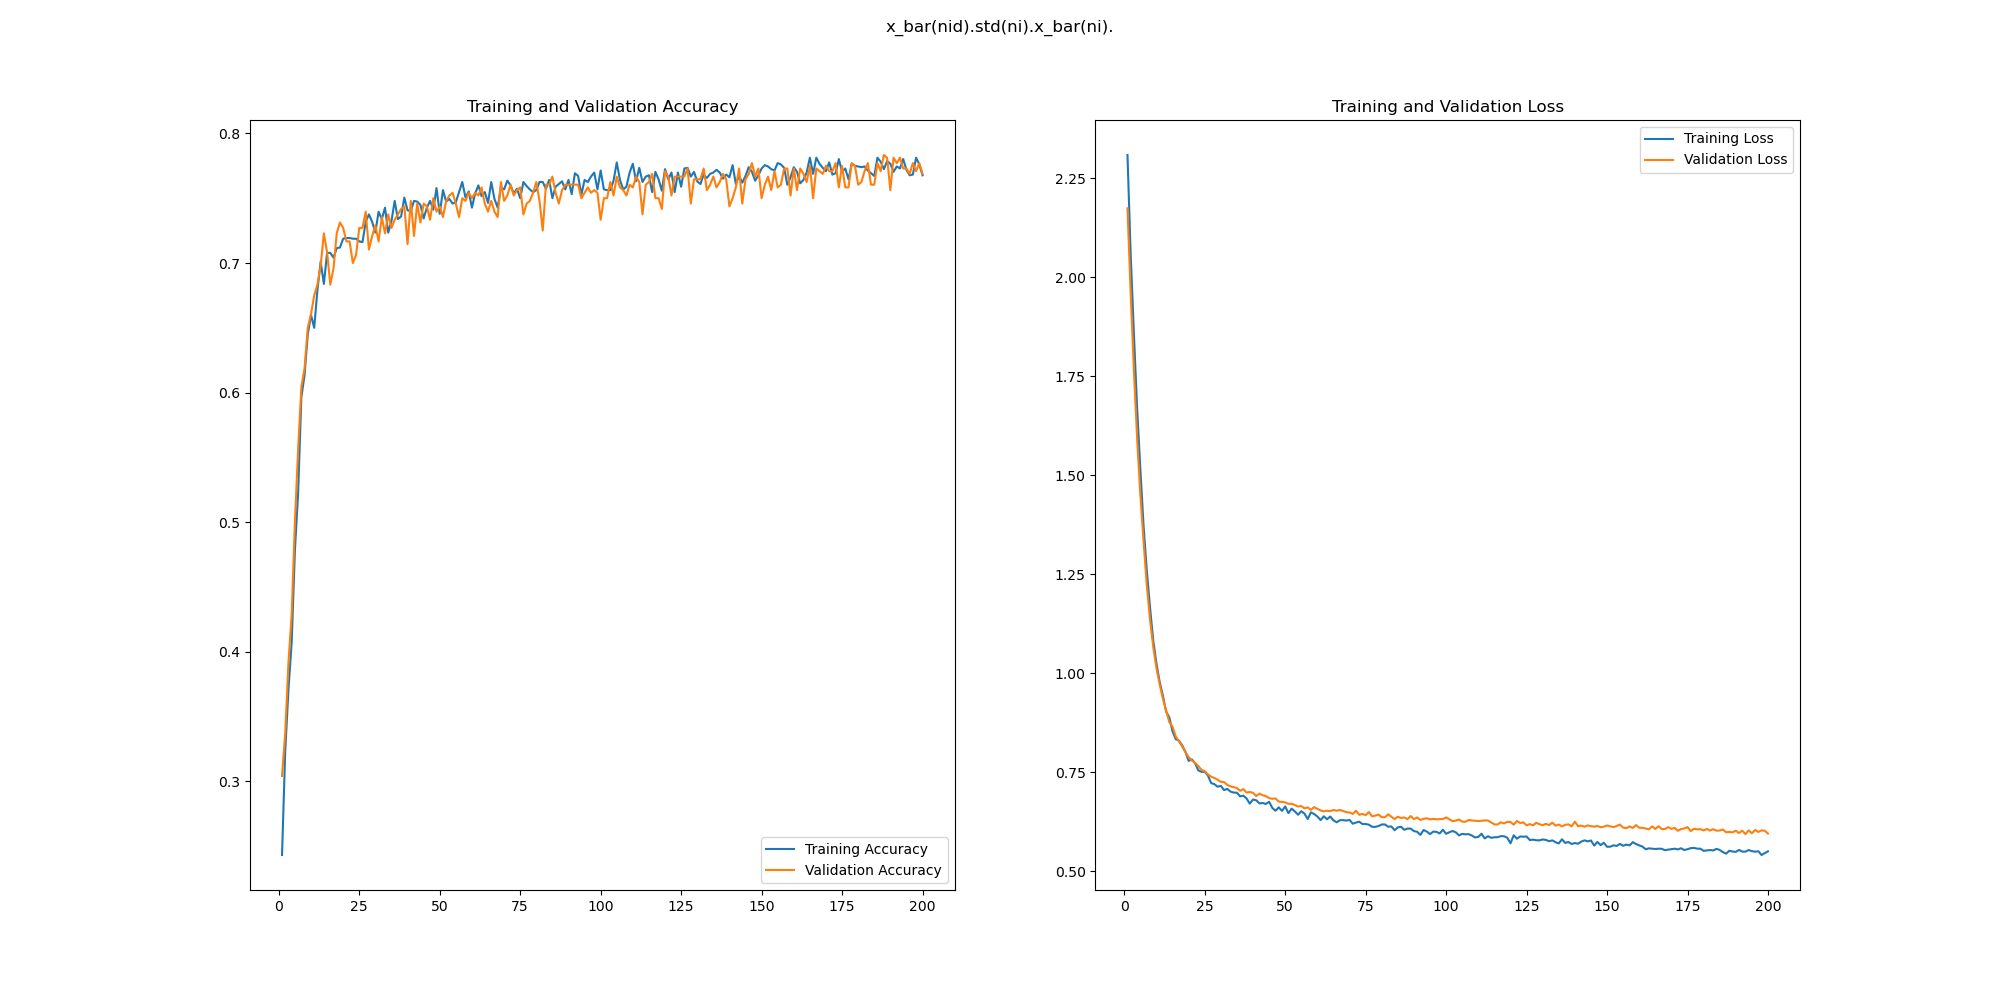 x_bar(nid).std(ni).x_bar(ni).
Training and Validation Accuracy
0.8
0.7
0.6
0.5
0.4
0.3
Training Accuracy
Validation Accuracy
0 25 50 75 100 125 150 175 200
Training and Validation Loss
Training Loss
Validation Loss
2.25
2.00
1.75
1.50
1.25
1.00
0.75
0.50
0 25 50 75 100 125 150 175 200